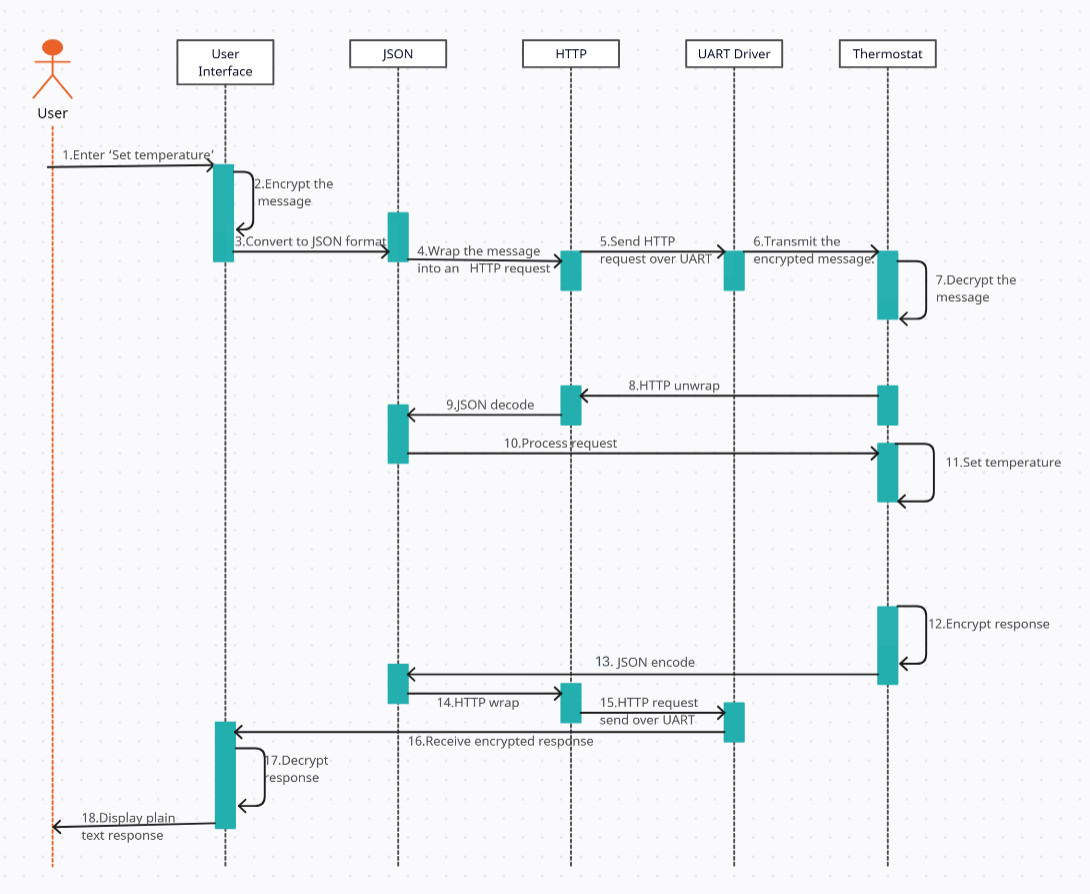 User
Interface
JSON
HTTP
UART Driver
Thermostat
User
1.Enter ‘Set temperature’
2.Encrypt the
message
3.Convert to JSON format
4.Wrap the message
into an HTTP request
5.Send HTTP
request over UART
6.Transmit the
encrypted message.
7.Decrypt the
message
8.HTTP unwrap
9.JSON decode
10.Process request
11.Set temperature
12.Encrypt response
13. JSON encode
14.HTTP wrap
15.HTTP request
send over UART
16.Receive encrypted response
17.Decrypt
response
18.Display plain
text response